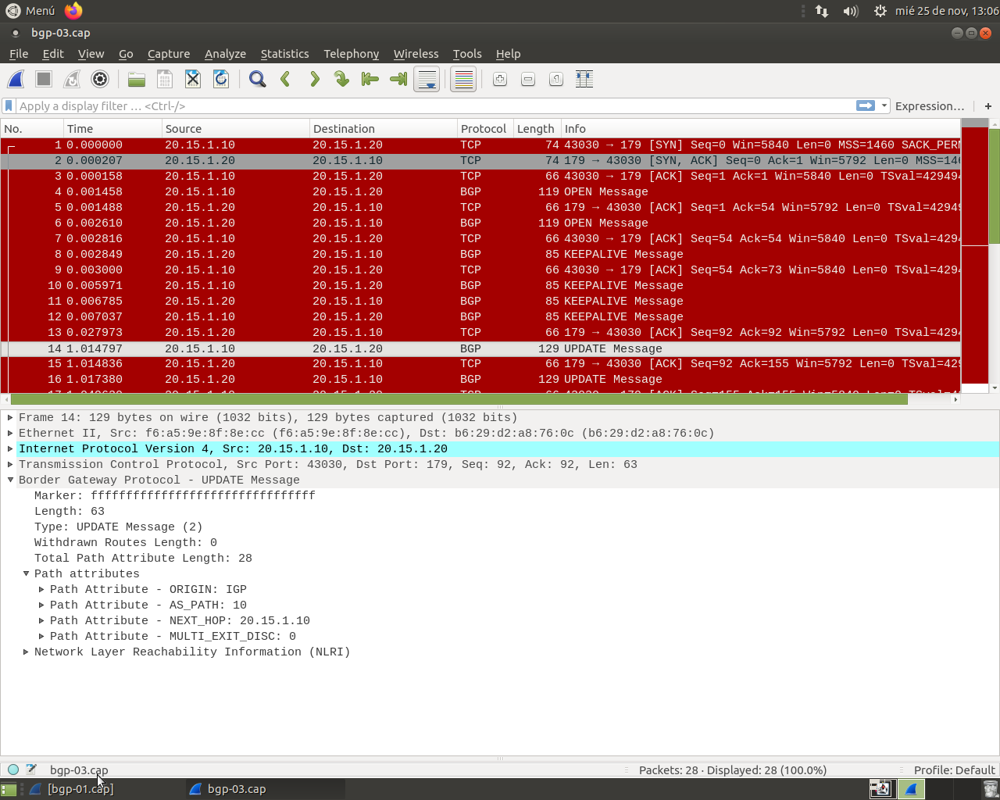 Menú mié 25 de nov, 13:06
bgp-03.cap
File Edit View Go Capture Analyze Statistics Telephony Wireless Tools Help
Apply a display filter … <Ctrl-/> Expression… +
No. Time Source Destination Protocol Length Info
1 0.000000 20.15.1.10 20.15.1.20 TCP 74 43030 → 179 [SYN] Seq=0 Win=5840 Len=0 MSS=1460 SACK_PERM
2 0.000207 20.15.1.20 20.15.1.10 TCP 74 179 → 43030 [SYN, ACK] Seq=0 Ack=1 Win=5792 Len=0 MSS=146
3 0.000158 20.15.1.10 20.15.1.20 TCP 66 43030 → 179 [ACK] Seq=1 Ack=1 Win=5840 Len=0 TSval=429494
4 0.001458 20.15.1.10 20.15.1.20 BGP 119 OPEN Message
5 0.001488 20.15.1.20 20.15.1.10 TCP 66 179 → 43030 [ACK] Seq=1 Ack=54 Win=5792 Len=0 TSval=42949
6 0.002610 20.15.1.20 20.15.1.10 BGP 119 OPEN Message
7 0.002816 20.15.1.10 20.15.1.20 TCP 66 43030 → 179 [ACK] Seq=54 Ack=54 Win=5840 Len=0 TSval=4294
8 0.002849 20.15.1.20 20.15.1.10 BGP 85 KEEPALIVE Message
9 0.003000 20.15.1.10 20.15.1.20 TCP 66 43030 → 179 [ACK] Seq=54 Ack=73 Win=5840 Len=0 TSval=4294
10 0.005971 20.15.1.10 20.15.1.20 BGP 85 KEEPALIVE Message
11 0.006785 20.15.1.20 20.15.1.10 BGP 85 KEEPALIVE Message
12 0.007037 20.15.1.10 20.15.1.20 BGP 85 KEEPALIVE Message
13 0.027973 20.15.1.20 20.15.1.10 TCP 66 179 → 43030 [ACK] Seq=92 Ack=92 Win=5792 Len=0 TSval=4294
14 1.014797 20.15.1.10 20.15.1.20 BGP 129 UPDATE Message
15 1.014836 20.15.1.20 20.15.1.10 TCP 66 179 → 43030 [ACK] Seq=92 Ack=155 Win=5792 Len=0 TSval=429
16 1.017380 20.15.1.20 20.15.1.10 BGP 129 UPDATE Message
Frame 14: 129 bytes on wire (1032 bits), 129 bytes captured (1032 bits)
Ethernet II, Src: f6:a5:9e:8f:8e:cc (f6:a5:9e:8f:8e:cc), Dst: b6:29:d2:a8:76:0c (b6:29:d2:a8:76:0c)
Internet Protocol Version 4, Src: 20.15.1.10, Dst: 20.15.1.20
Transmission Control Protocol, Src Port: 43030, Dst Port: 179, Seq: 92, Ack: 92, Len: 63
Border Gateway Protocol - UPDATE Message
Marker: ffffffffffffffffffffffffffffffff
Length: 63
Type: UPDATE Message (2)
Withdrawn Routes Length: 0
Total Path Attribute Length: 28
Path attributes
Path Attribute - ORIGIN: IGP
Path Attribute - AS_PATH: 10
Path Attribute - NEXT_HOP: 20.15.1.10
Path Attribute - MULTI_EXIT_DISC: 0
Network Layer Reachability Information (NLRI)
bgp-03.cap Packets: 28 · Displayed: 28 (100.0%) Profile: Default
[bgp-01.cap] bgp-03.cap